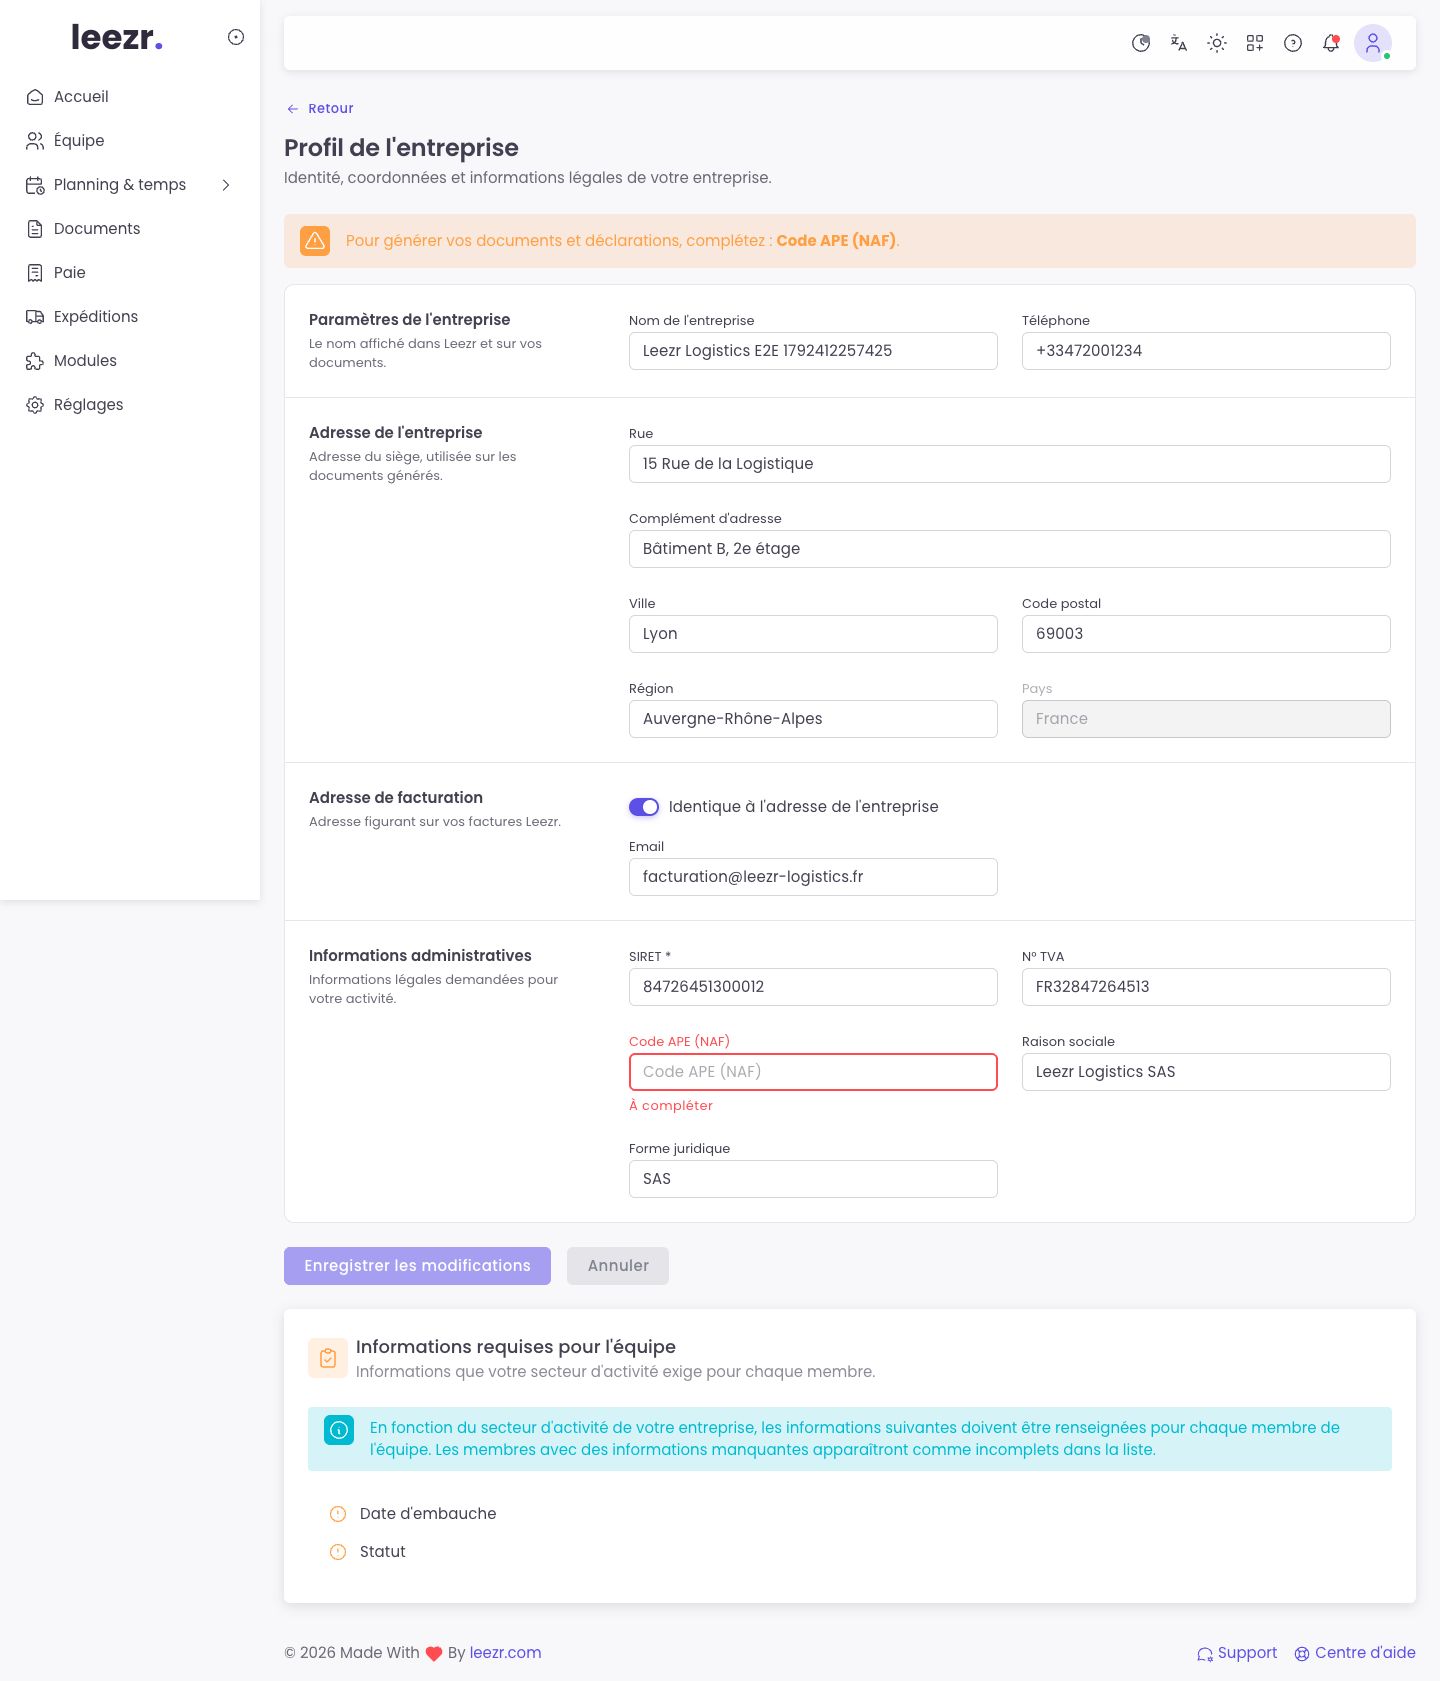 leezr.
Accueil
Équipe
Planning & temps
Documents
Paie
Expéditions
Modules
Réglages
Retour
Profil de l'entreprise
Identité, coordonnées et informations légales de votre entreprise.
Pour générer vos documents et déclarations, complétez : Code APE (NAF).
Paramètres de l'entreprise
Le nom affiché dans Leezr et sur vos
documents.
Nom de l'entreprise
Leezr Logistics E2E 1792412257425
Téléphone
+33472001234
Adresse de l'entreprise
Adresse du siège, utilisée sur les
documents générés.
Rue
15 Rue de la Logistique
Complément d'adresse
Bâtiment B, 2e étage
Ville
Lyon
Code postal
69003
Région
Auvergne-Rhône-Alpes
Pays
France
Adresse de facturation
Adresse figurant sur vos factures Leezr.
Identique à l'adresse de l'entreprise
Email
facturation@leezr-logistics.fr
Informations administratives
Informations légales demandées pour
votre activité.
SIRET *
84726451300012
N° TVA
FR32847264513
Code APE (NAF)
Code APE (NAF)
À compléter
Raison sociale
Leezr Logistics SAS
Forme juridique
SAS
Enregistrer les modifications
Annuler
Informations requises pour l'équipe
Informations que votre secteur d'activité exige pour chaque membre.
En fonction du secteur d'activité de votre entreprise, les informations suivantes doivent être renseignées pour chaque membre de
l'équipe. Les membres avec des informations manquantes apparaîtront comme incomplets dans la liste.
Date d'embauche
Statut
© 2026 Made With By leezr.com
Support
Centre d'aide